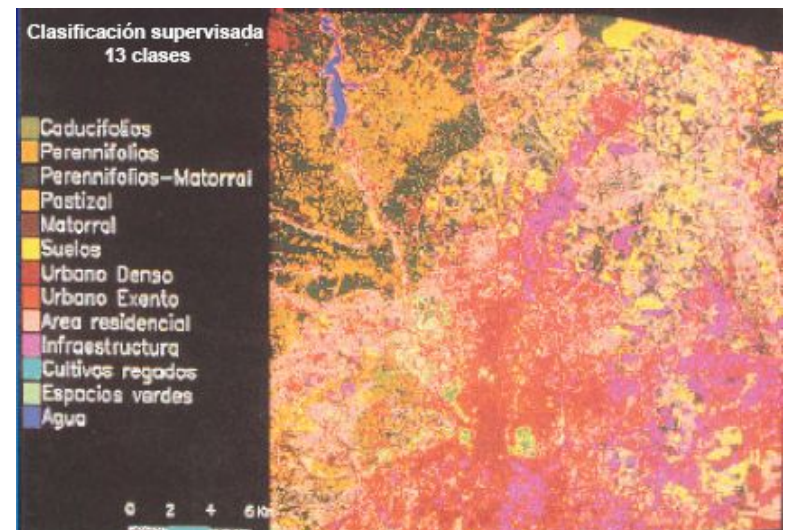 Clasificación supervisada
13 clases
Caducifolios
Perennifolios
Perennifolios-Matorral
Pastizal
Matorral
Suelos
Urbano Denso
Urbano Exento
Area residencial
Infraestructura
Cultivos regados
Espacios verdes
Agua
0 2 4 6 Km